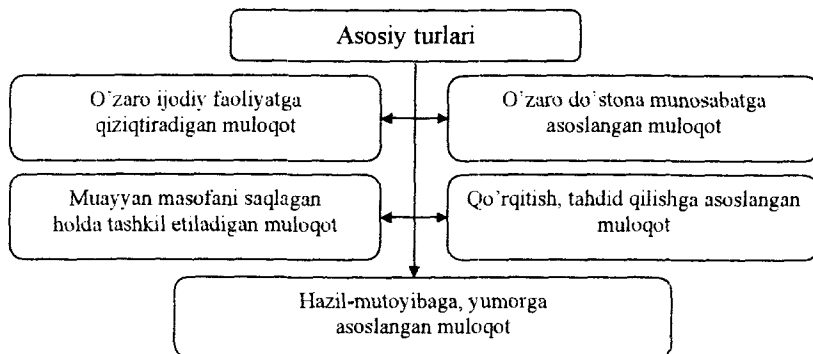 Asosiy turlari
O'zaro ijodiy faoliyatga
qiziqtiradigan muloqot
O'zaro do'stona munosabatga
asoslangan muloqot
Muayyan masofani saqlagan
holda tashkil etiladigan muloqot
Qo'rqitish, tahdid qilishga asoslangan
muloqot
Hazil-mutoyibaga, yumorga
asoslangan muloqot